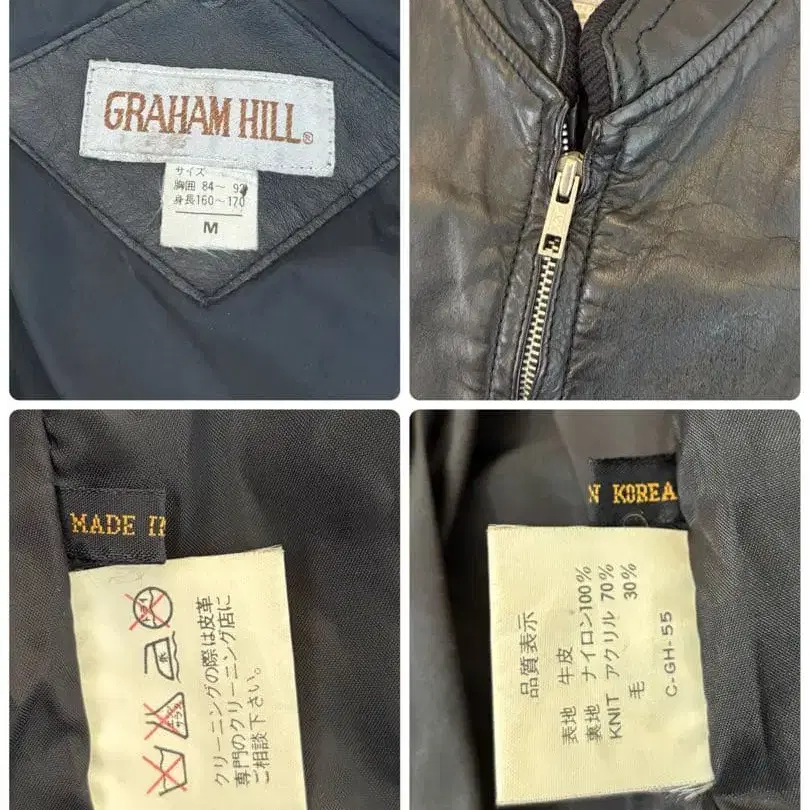 GRAHAM HILL®
サイズ
胸囲 84～92
身長160～170
M
MADE IN
クリーニングの際は皮革
専門のクリーニング店に
ご相談下さい。
N KOREA
品質表示
表地 牛皮
裏地 ナイロン100%
KNIT アクリル 70%
毛 30%
C-GH-55